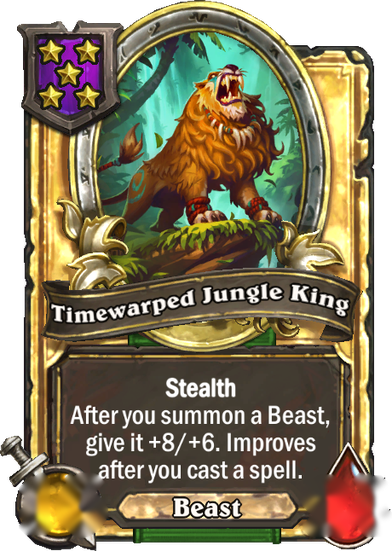 Timewarped Jungle King
Stealth
After you summon a Beast,
give it +8/+6. Improves
after you cast a spell.
Beast